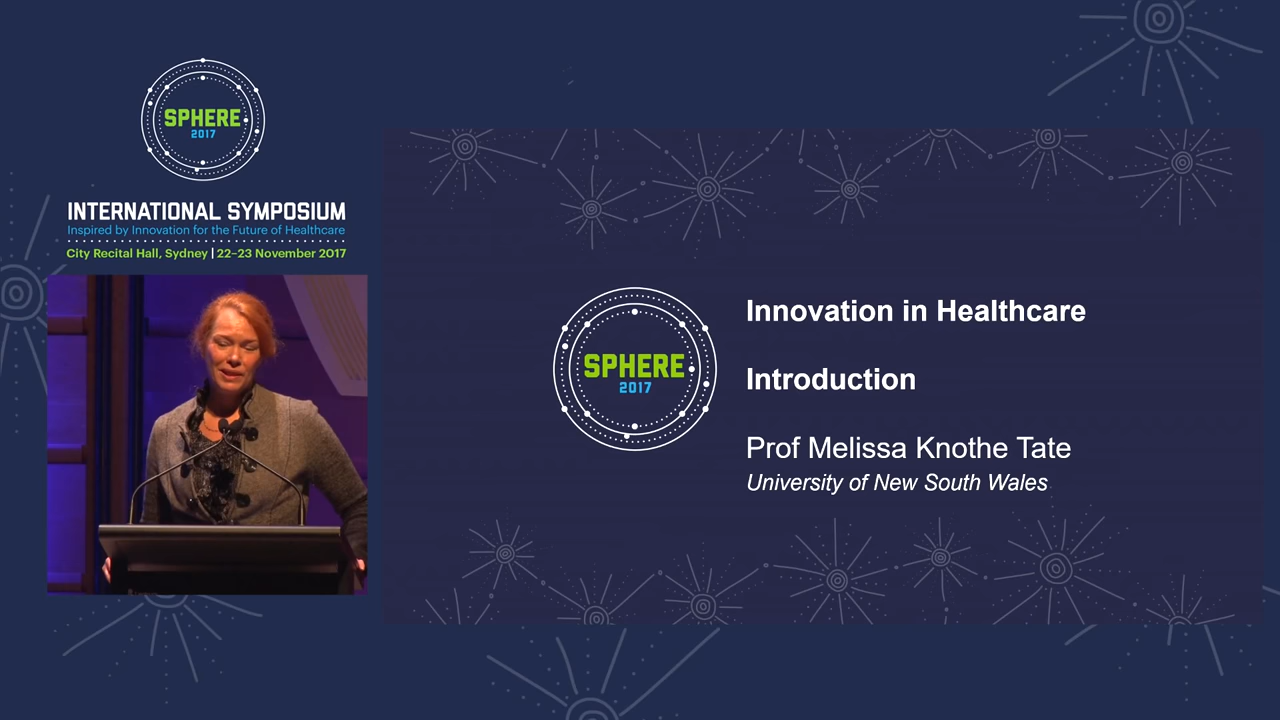 SPHERE
2017
INTERNATIONAL SYMPOSIUM
Inspired by Innovation for the Future of Healthcare
City Recital Hall, Sydney | 22–23 November 2017
SPHERE
2017
Innovation in Healthcare
Introduction
Prof Melissa Knothe Tate
University of New South Wales